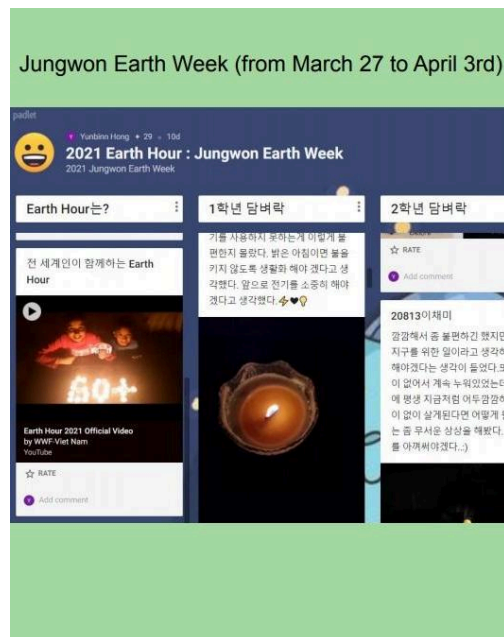 Jungwon Earth Week (from March 27 to April 3rd)
padlet
Yunbinn Hong + 29 • 10d
2021 Earth Hour : Jungwon Earth Week
2021 Jungwon Earth Week
Earth Hour는?
전 세계인이 함께하는 Earth
Hour
60+
Earth Hour 2021 Official Video
by WWF-Viet Nam
YouTube
RATE
Add comment
1학년 담벼락
기를 사용하지 못하는게 이렇게 불
편한지 몰랐다. 밝은 아침이면 불을
키지 않도록 생활화 해야 겠다고 생
각했다. 앞으로 전기를 소중히 해야
겠다고 생각했다.⚡🖤💡
2학년 담벼락
RATE
Add comment
20813이채미
깜깜해서 좀 불편하긴 했지만
지구를 위한 일이라고 생각하
해야겠다는 생각이 들었다.또
이 없어서 계속 누워있었는데
에 평생 지금처럼 어두깜깜하
이 없이 살게된다면 어떻게
는 좀 무서운 상상을 해봤다.
를 아껴써야겠다..:)